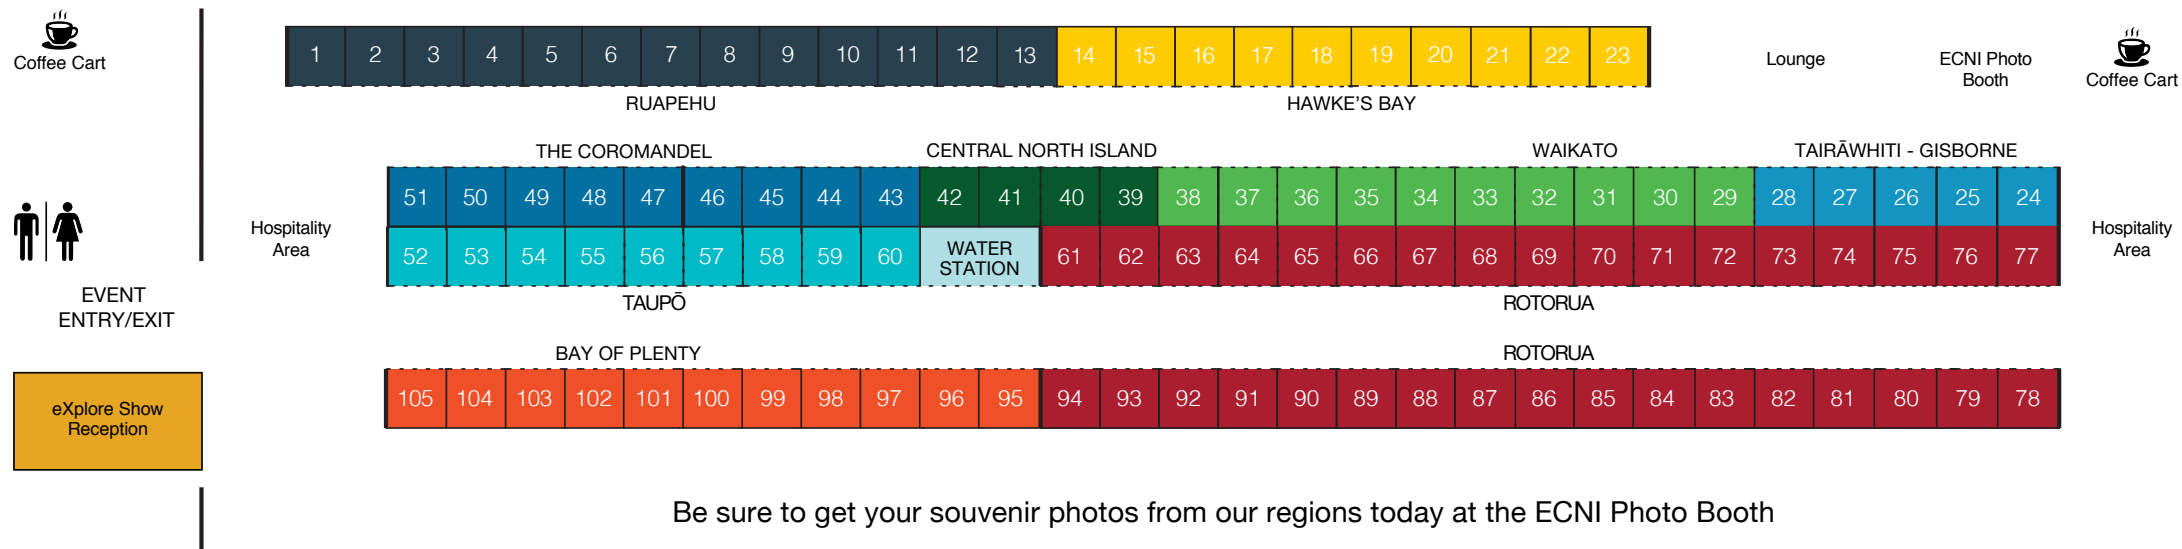 Coffee Cart
1 2 3 4 5 6 7 8 9 10 11 12 13 14 15 16 17 18 19 20 21 22 23
Lounge
ECNI Photo
Booth
Coffee Cart
RUAPEHU
HAWKE'S BAY
THE COROMANDEL
CENTRAL NORTH ISLAND
WAIKATO
TAIRĀWHITI - GISBORNE
51 50 49 48 47 46 45 44 43 42 41 40 39 38 37 36 35 34 33 32 31 30 29 28 27 26 25 24
Hospitality
Area
52 53 54 55 56 57 58 59 60
WATER
STATION
61 62 63 64 65 66 67 68 69 70 71 72 73 74 75 76 77
Hospitality
Area
TAUPŌ
ROTORUA
EVENT
ENTRY/EXIT
BAY OF PLENTY
ROTORUA
105 104 103 102 101 100 99 98 97 96 95 94 93 92 91 90 89 88 87 86 85 84 83 82 81 80 79 78
eXplore Show
Reception
Be sure to get your souvenir photos from our regions today at the ECNI Photo Booth